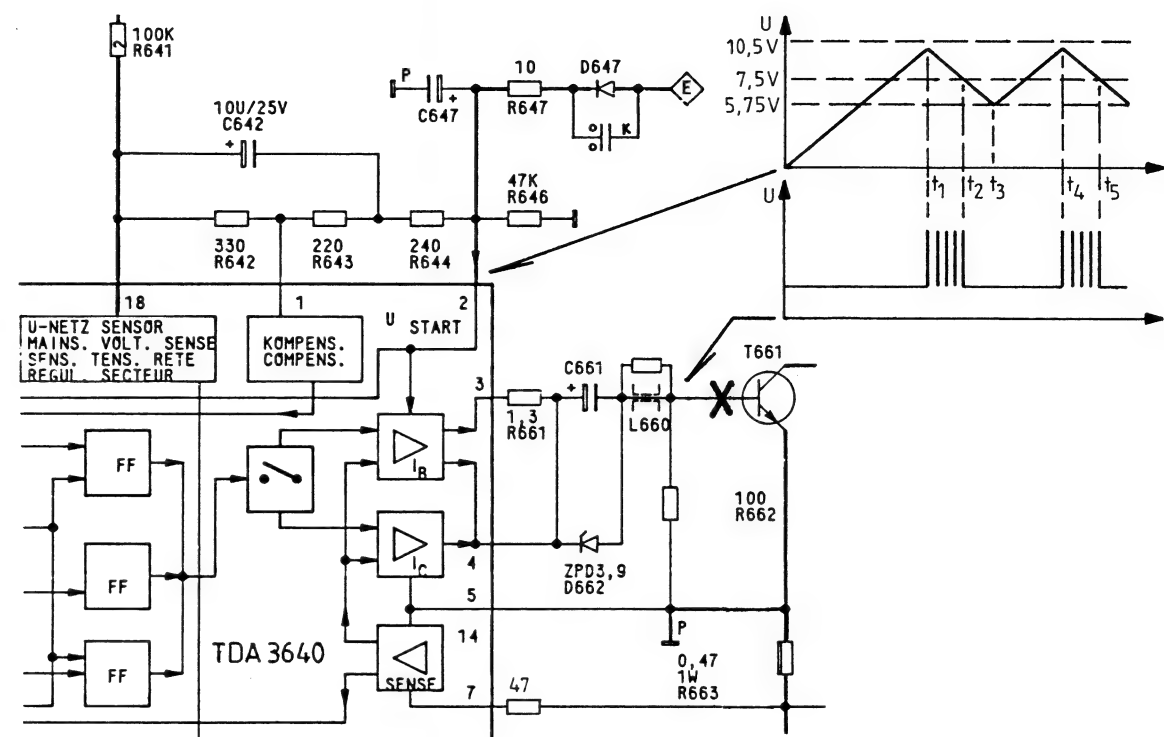 100K
R641
2
10U/25V
C642
+
P
C647
+
10
R647
D647
K
E
47K
R646
330
R642
220
R643
240
R644
U
10,5V
7,5V
5,75V
t1
t2
t3
t4
t5
U
18
1
2
U-NETZ SENSOR
MAINS. VOLT. SENSE
SENS. TENS. RETE
REGUL. SECTEUR
KOMPENS.
COMPENS.
U START
3
1,3
R661
+
C661
L660
T661
FF
IB
IC
4
ZPD3,9
D662
100
R662
FF
5
P
14
TDA 3640
FF
SENSE
0,47
1W
R663
7
47